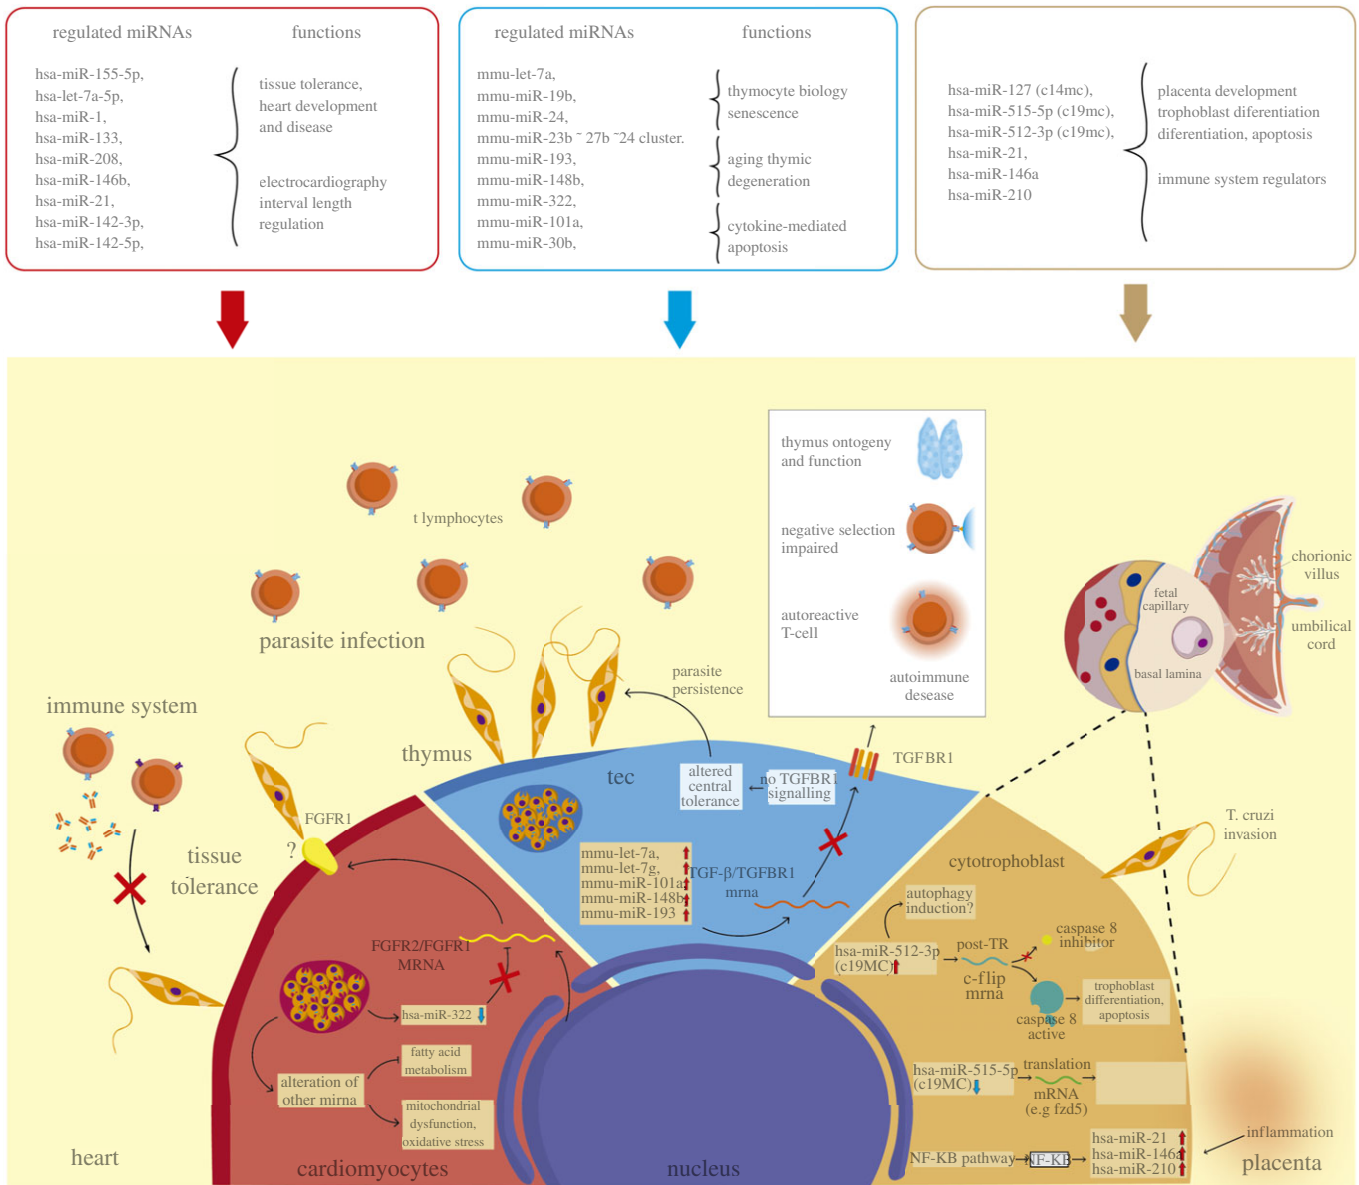 regulated miRNAs
functions
hsa-miR-155-5p,
hsa-let-7a-5p,
hsa-miR-1,
hsa-miR-133,
hsa-miR-208,
hsa-miR-146b,
hsa-miR-21,
hsa-miR-142-3p,
hsa-miR-142-5p,
tissue tolerance,
heart development
and disease
electrocardiography
interval length
regulation
regulated miRNAs
functions
mmu-let-7a,
mmu-miR-19b,
mmu-miR-24,
mmu-miR-23b ~ 27b ~24 cluster.
mmu-miR-193,
mmu-miR-148b,
mmu-miR-322,
mmu-miR-101a,
mmu-miR-30b,
thymocyte biology
senescence
aging thymic
degeneration
cytokine-mediated
apoptosis
hsa-miR-127 (c14mc),
hsa-miR-515-5p (c19mc),
hsa-miR-512-3p (c19mc),
hsa-miR-21,
hsa-miR-146a
hsa-miR-210
placenta development
trophoblast diferentiation
diferentiation, apoptosis
immune system regulators
t lymphocytes
parasite infection
immune system
thymus
parasite
persistence
thymus ontogeny
and function
negative selection
impaired
autoreactive
T-cell
autoimmune
desease
chorionic
villus
umbilical
cord
fetal
capillary
basal lamina
tec
altered
central
tolerance
no TGFBR1
signalling
TGFBR1
mmu-let-7a,
mmu-let-7g,
mmu-miR-101a
mmu-miR-148b
mmu-miR-193
TGF-β/TGFBR1
mrna
FGFR1
?
tissue
tolerance
FGFR2/FGFR1
MRNA
hsa-miR-322
alteration of
other mirna
fatty acid
metabolism
mitochondrial
dysfunction,
oxidative stress
heart
cardiomyocytes
nucleus
T. cruzi
invasion
cytotrophoblast
autophagy
induction?
hsa-miR-512-3p
(c19MC)
post-TR
c-flip
mrna
caspase 8
inhibitor
caspase 8
active
trophoblast
differentiation,
apoptosis
hsa-miR-515-5p
(c19MC)
translation
mRNA
(e.g fzd5)
NF-KB pathway
NF-KB
hsa-miR-21
hsa-miR-146a
hsa-miR-210
inflammation
placenta